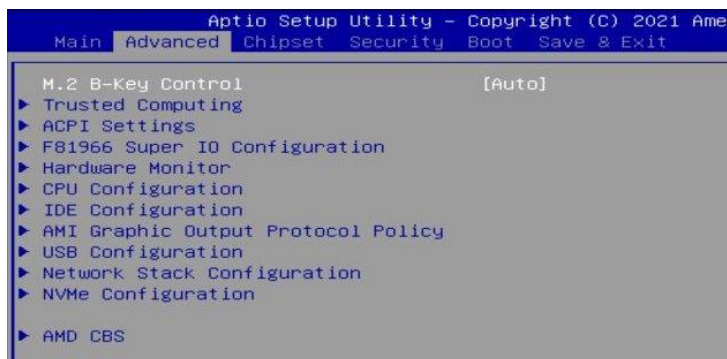 Aptio Setup Utility – Copyright (C) 2021 Ame
Main Advanced Chipset Security Boot Save & Exit
M.2 B-Key Control [Auto]
▶ Trusted Computing
▶ ACPI Settings
▶ F81966 Super IO Configuration
▶ Hardware Monitor
▶ CPU Configuration
▶ IDE Configuration
▶ AMI Graphic Output Protocol Policy
▶ USB Configuration
▶ Network Stack Configuration
▶ NVMe Configuration
▶ AMD CBS